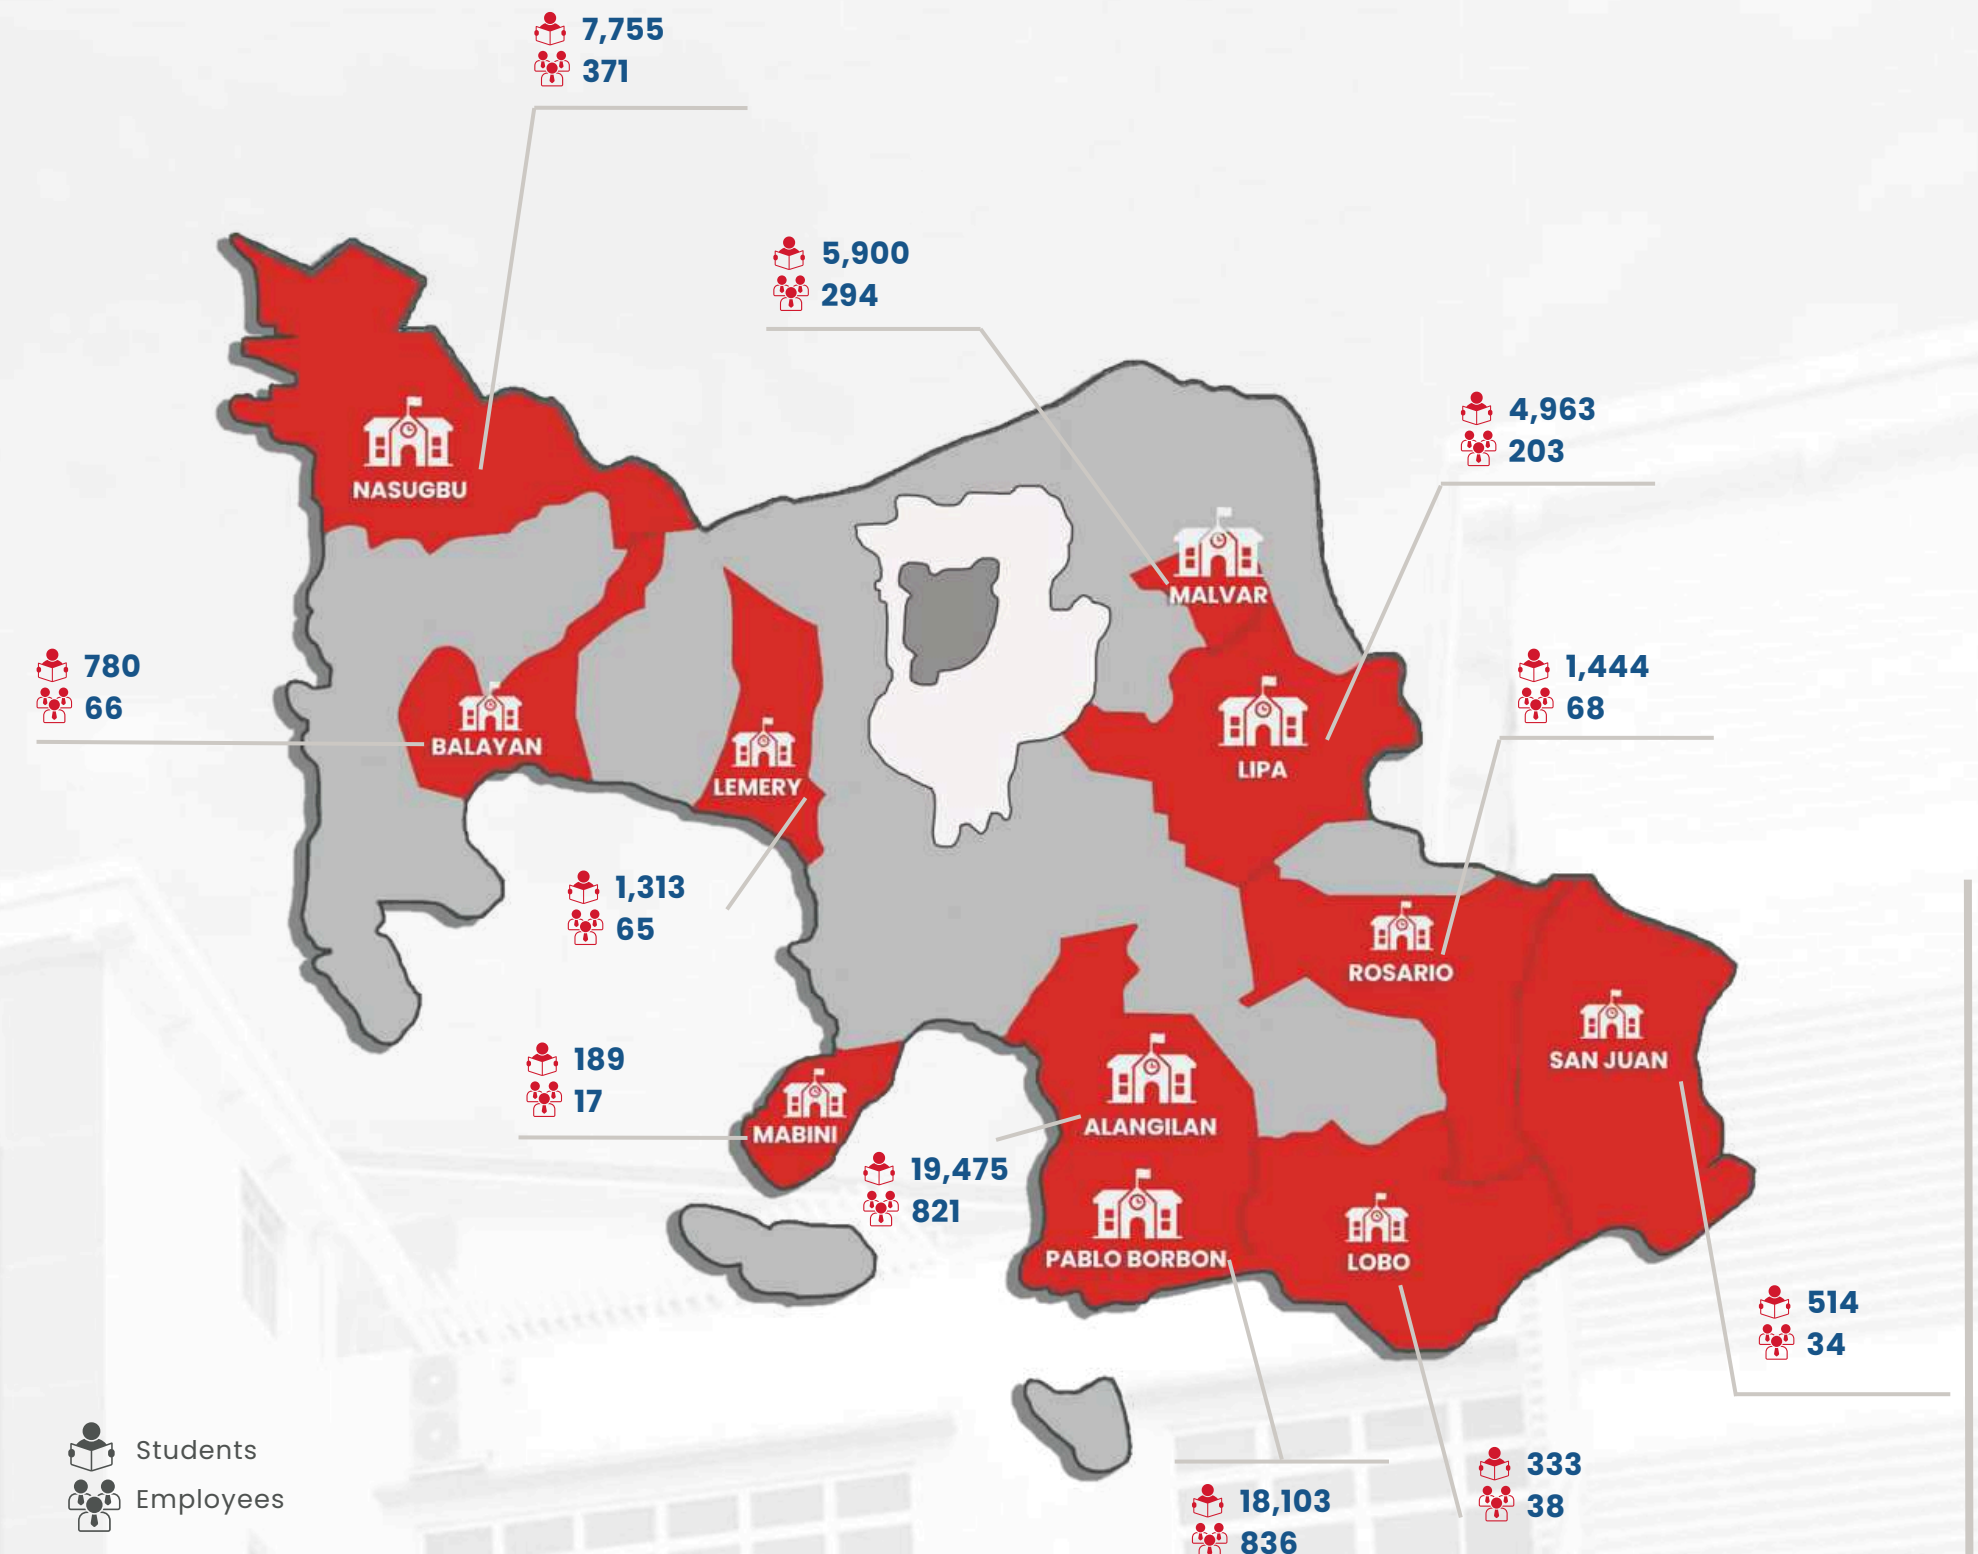 7,755
371
5,900
294
4,963
203
NASUGBU
MALVAR
780
66
1,444
68
BALAYAN
LEMERY
LIPA
1,313
65
ROSARIO
SAN JUAN
189
17
MABINI
ALANGILAN
19,475
821
PABLO BORBON
LOBO
514
34
Students
Employees
333
38
18,103
836